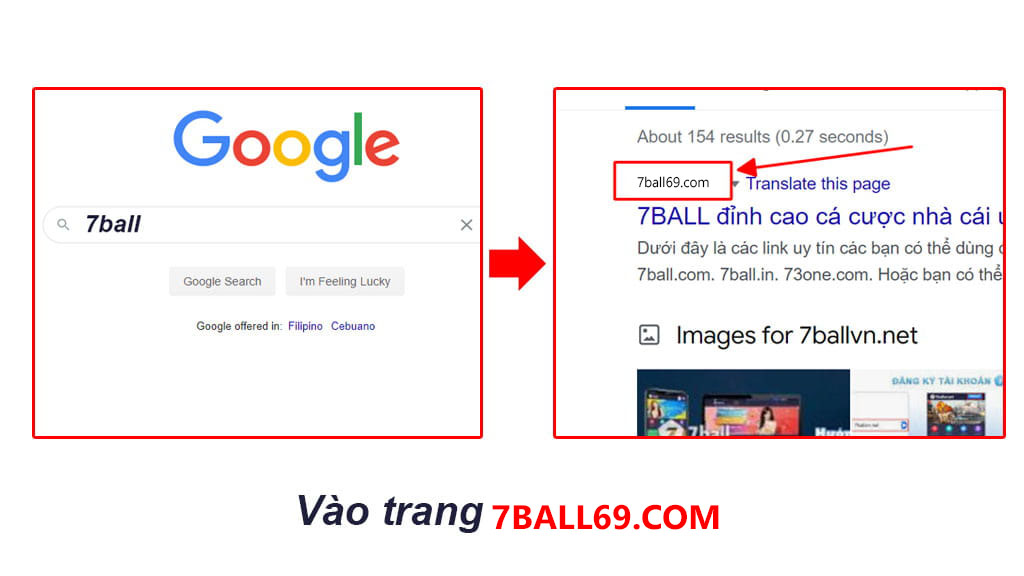 Google
7ball
Google Search
I'm Feeling Lucky
Google offered in: Filipino Cebuano
About 154 results (0.27 seconds)
7ball69.com
Translate this page
7BALL đỉnh cao cá cược nhà cái
Dưới đây là các link uy tín các bạn có thể dùng
7ball.com. 7ball.in. 73one.com. Hoặc bạn có thể
Images for 7ballvn.net
ĐĂNG KÝ TÀI KHOẢN
7ball
Vào trang 7BALL69.COM